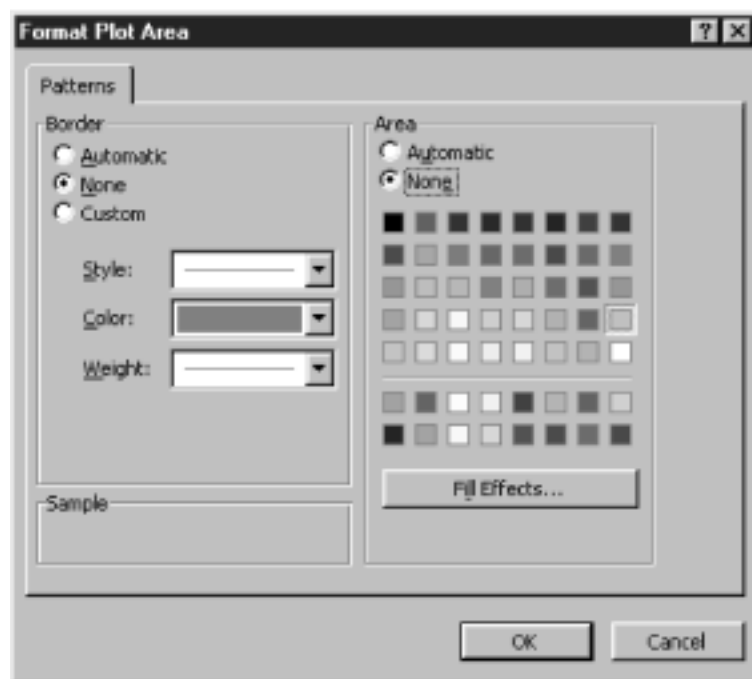 Format Plot Area
?
Patterns
Border
Automatic
None
Custom
Style:
Color:
Weight:
Sample
Area
Automatic
None
Fill Effects...
OK
Cancel